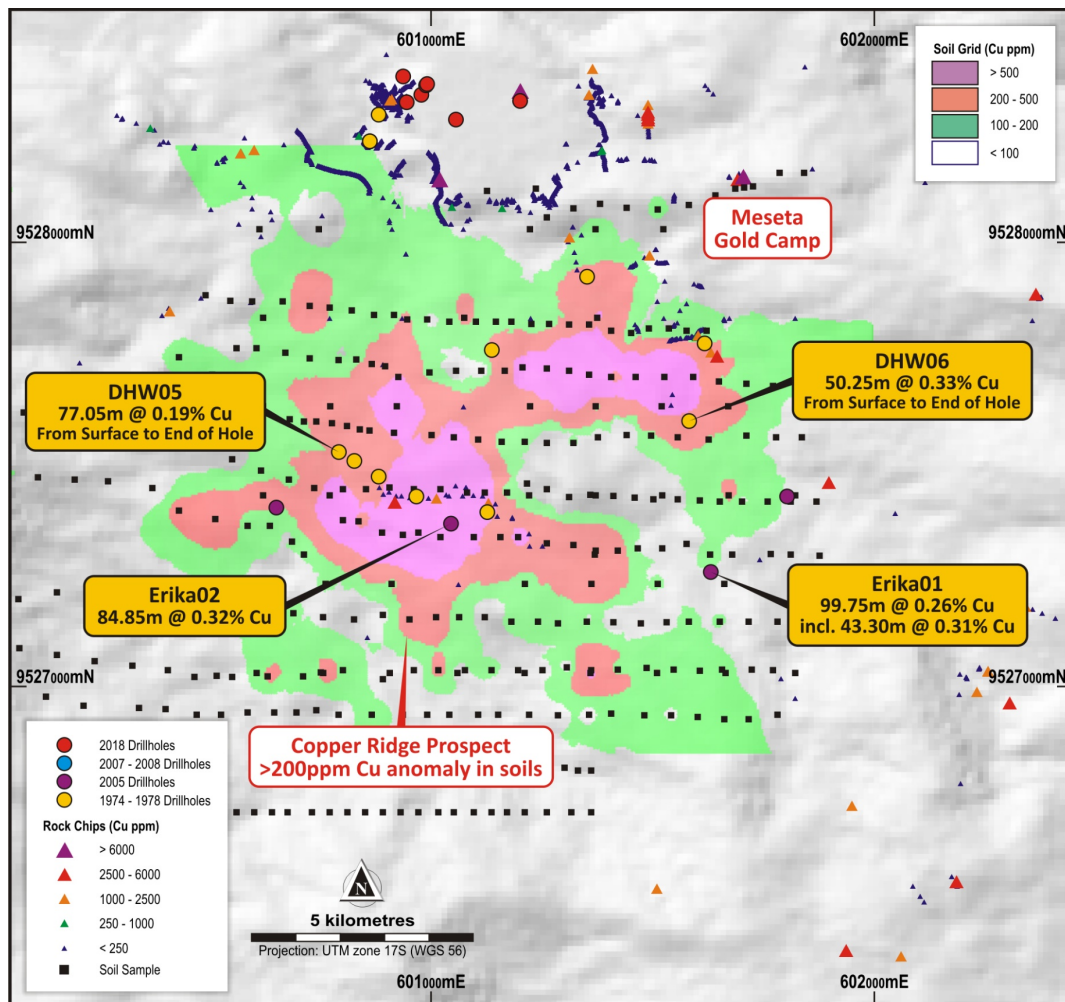 601000mE
602000mE
Soil Grid (Cu ppm)
> 500
200 - 500
100 - 200
< 100
Meseta
Gold Camp
9528000mN
9528000mN
DHW06
50.25m @ 0.33% Cu
From Surface to End of Hole
DHW05
77.05m @ 0.19% Cu
From Surface to End of Hole
Erika02
84.85m @ 0.32% Cu
Erika01
99.75m @ 0.26% Cu
incl. 43.30m @ 0.31% Cu
9527000mN
9527000mN
Copper Ridge Prospect
>200ppm Cu anomaly in soils
2018 Drillholes
2007 - 2008 Drillholes
2005 Drillholes
1974 - 1978 Drillholes
Rock Chips (Cu ppm)
> 6000
2500 - 6000
1000 - 2500
250 - 1000
< 250
Soil Sample
N
5 kilometres
Projection: UTM zone 17S (WGS 56)
601000mE
602000mE